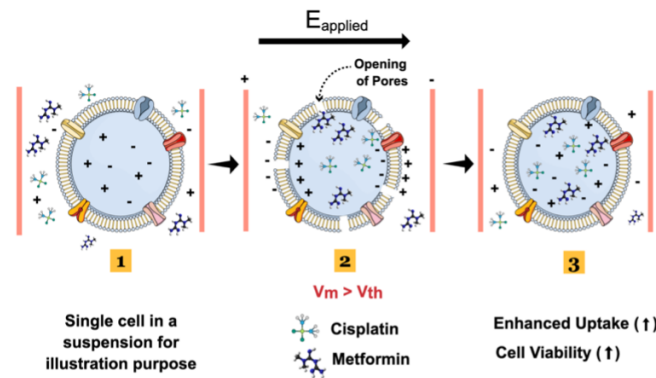 E_applied
Opening
of Pores
1
2
3
Vm > Vth
Single cell in a
suspension for
illustration purpose
Cisplatin
Metformin
Enhanced Uptake (↑)
Cell Viability (↑)